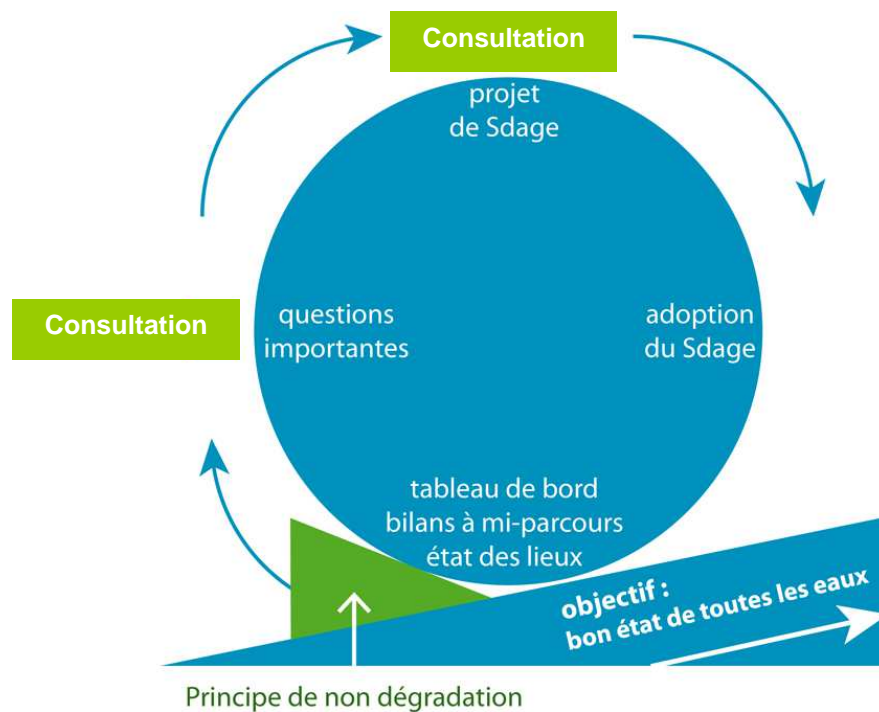 Consultation
projet
de Sdage
Consultation
questions
importantes
adoption
du Sdage
tableau de bord
bilans à mi-parcours
état des lieux
objectif :
bon état de toutes les eaux
Principe de non dégradation